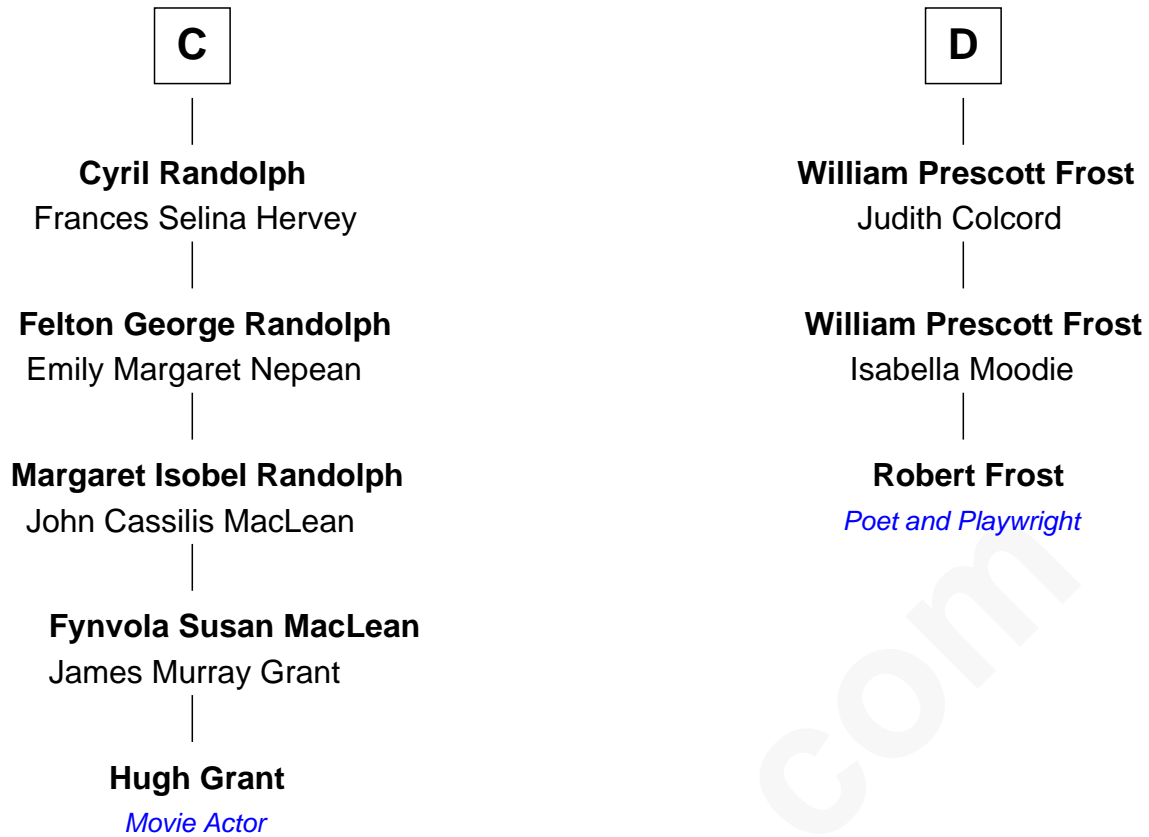 C
Cyril Randolph
Frances Selina Hervey
Felton George Randolph
Emily Margaret Nepean
Margaret Isobel Randolph
John Cassilis MacLean
Fynvola Susan MacLean
James Murray Grant
Hugh Grant
Movie Actor
D
William Prescott Frost
Judith Colcord
William Prescott Frost
Isabella Moodie
Robert Frost
Poet and Playwright
com